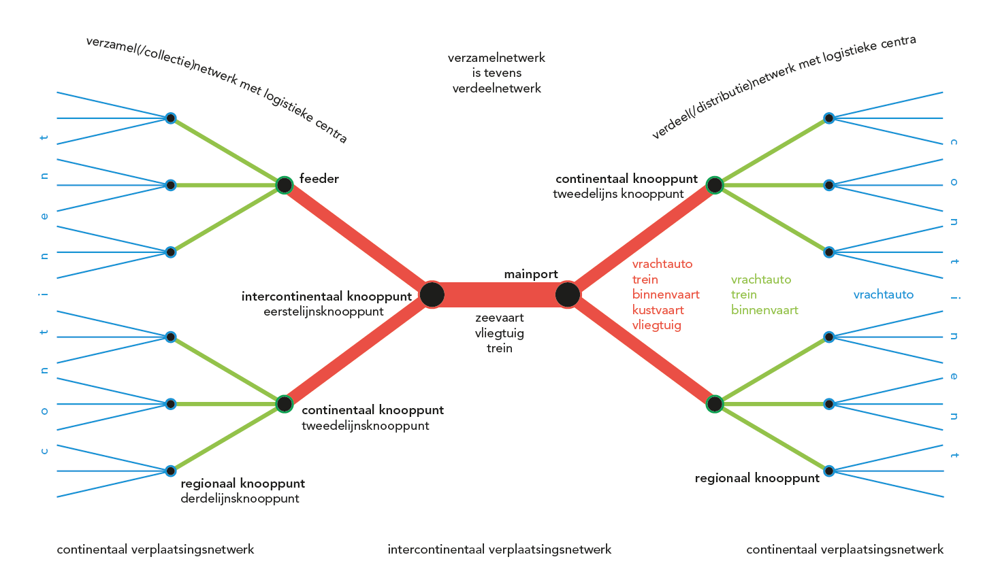 verzamel(/collectie)netwerk met logistieke centra
verzamelnetwerk
is tevens
verdeelnetwerk
verdeel(/distributie)netwerk met logistieke centra
continent
feeder
continentaal knooppunt
tweedelijns knooppunt
mainport
intercontinentaal knooppunt
eerstelijnsknooppunt
zeevaart
vliegtuig
trein
vrachtauto
trein
binnenvaart
kustvaart
vliegtuig
vrachtauto
trein
binnenvaart
vrachtauto
continent
continentaal knooppunt
tweedelijnsknooppunt
regionaal knooppunt
derdelijnsknooppunt
regionaal knooppunt
continentaal verplaatsingsnetwerk
intercontinentaal verplaatsingsnetwerk
continentaal verplaatsingsnetwerk